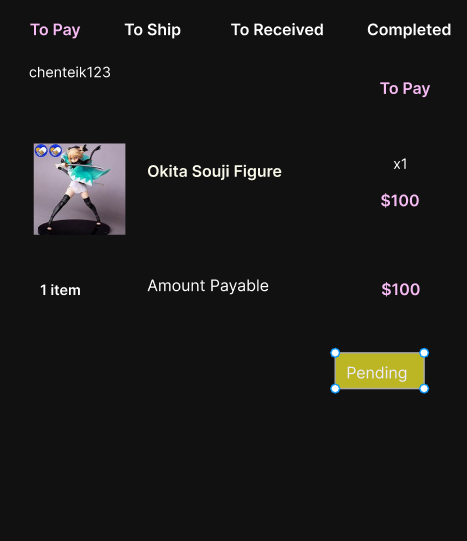 To Pay To Ship To Received Completed
chenteik123
To Pay
Okita Souji Figure
x1
$100
1 item Amount Payable $100
Pending